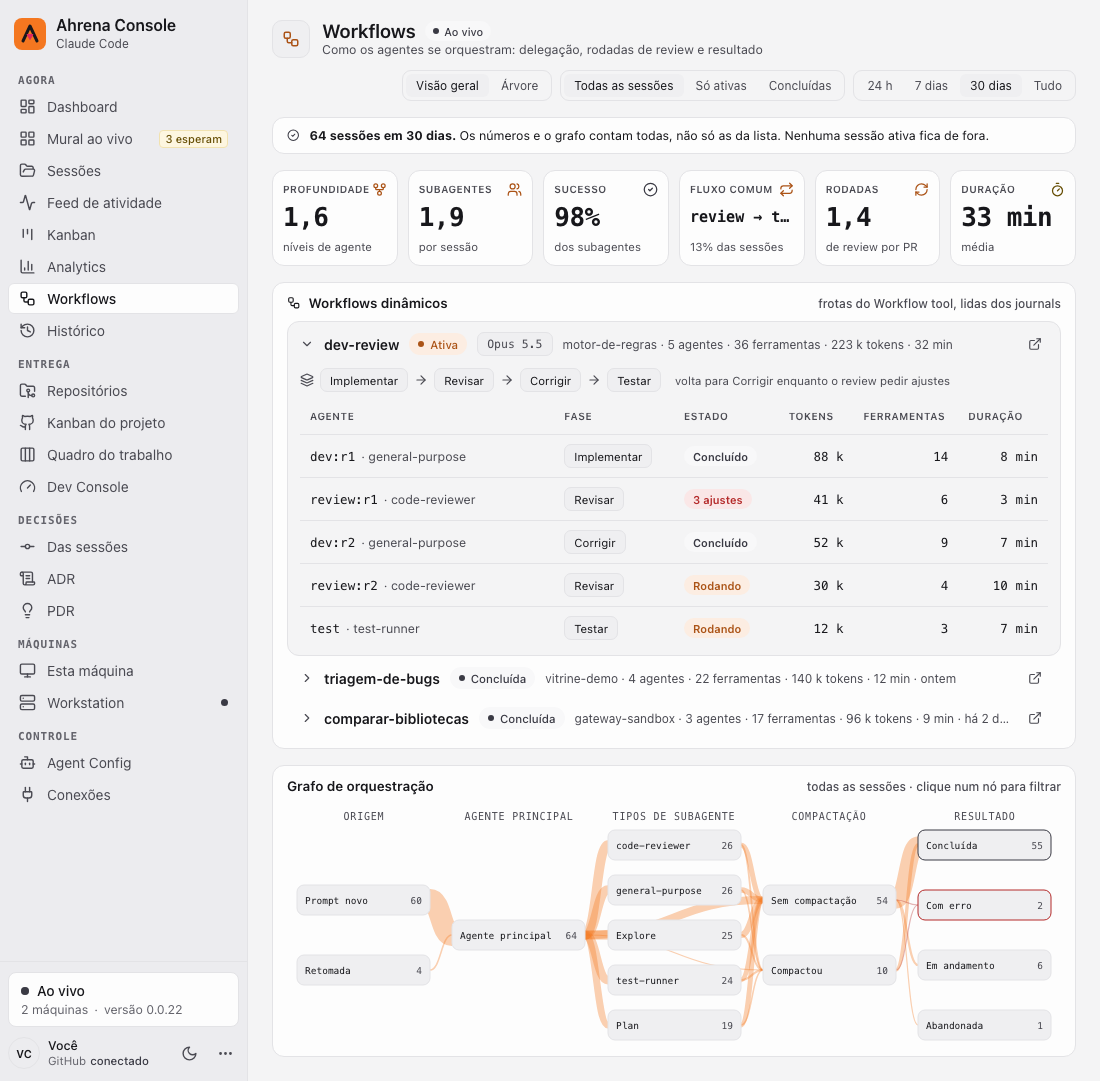 Ahrena Console
Claude Code
AGORA
Dashboard
Mural ao vivo 3 esperam
Sessões
Feed de atividade
Kanban
Analytics
Workflows
Histórico
ENTREGA
Repositórios
Kanban do projeto
Quadro do trabalho
Dev Console
DECISÕES
Das sessões
ADR
PDR
MÁQUINAS
Esta máquina
Workstation
CONTROLE
Agent Config
Conexões
Ao vivo
2 máquinas · versão 0.0.22
VC
Você
GitHub conectado
Workflows Ao vivo
Como os agentes se orquestram: delegação, rodadas de review e resultado
Visão geral Árvore Todas as sessões Só ativas Concluídas 24 h 7 dias 30 dias Tudo
64 sessões em 30 dias. Os números e o grafo contam todas, não só as da lista. Nenhuma sessão ativa fica de fora.
PROFUNDIDADE
1,6
níveis de agente
SUBAGENTES
1,9
por sessão
SUCESSO
98%
dos subagentes
FLUXO COMUM
review → t…
13% das sessões
RODADAS
1,4
de review por PR
DURAÇÃO
33 min
média
Workflows dinâmicos frotas do Workflow tool, lidas dos journals
dev-review Ativa Opus 5.5 motor-de-regras · 5 agentes · 36 ferramentas · 223 k tokens · 32 min
Implementar → Revisar → Corrigir → Testar volta para Corrigir enquanto o review pedir ajustes
AGENTE FASE ESTADO TOKENS FERRAMENTAS DURAÇÃO
dev:r1 · general-purpose Implementar Concluído 88 k 14 8 min
review:r1 · code-reviewer Revisar 3 ajustes 41 k 6 3 min
dev:r2 · general-purpose Corrigir Concluído 52 k 9 7 min
review:r2 · code-reviewer Revisar Rodando 30 k 4 10 min
test · test-runner Testar Rodando 12 k 3 7 min
triagem-de-bugs Concluída vitrine-demo · 4 agentes · 22 ferramentas · 140 k tokens · 12 min · ontem
comparar-bibliotecas Concluída gateway-sandbox · 3 agentes · 17 ferramentas · 96 k tokens · 9 min · há 2 d…
Grafo de orquestração todas as sessões · clique num nó para filtrar
ORIGEM AGENTE PRINCIPAL TIPOS DE SUBAGENTE COMPACTAÇÃO RESULTADO
Prompt novo 60
Retomada 4
Agente principal 64
code-reviewer 26
general-purpose 26
Explore 25
test-runner 24
Plan 19
Sem compactação 54
Compactou 10
Concluída 55
Com erro 2
Em andamento 6
Abandonada 1